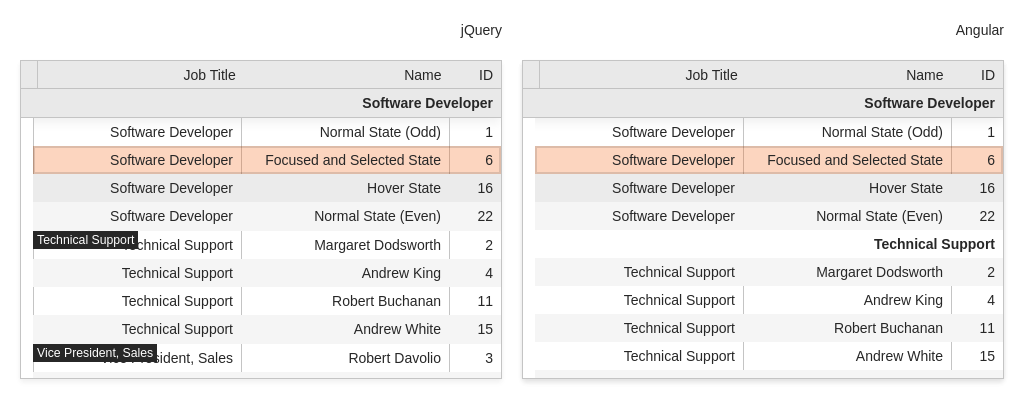 jQuery
Job Title Name ID
Software Developer
Software Developer Normal State (Odd) 1
Software Developer Focused and Selected State 6
Software Developer Hover State 16
Software Developer Normal State (Even) 22
Technical Support
Technical Support Margaret Dodsworth 2
Technical Support Andrew King 4
Technical Support Robert Buchanan 11
Technical Support Andrew White 15
Vice President, Sales
Vice President, Sales Robert Davolio 3
Angular
Job Title Name ID
Software Developer
Software Developer Normal State (Odd) 1
Software Developer Focused and Selected State 6
Software Developer Hover State 16
Software Developer Normal State (Even) 22
Technical Support
Technical Support Margaret Dodsworth 2
Technical Support Andrew King 4
Technical Support Robert Buchanan 11
Technical Support Andrew White 15